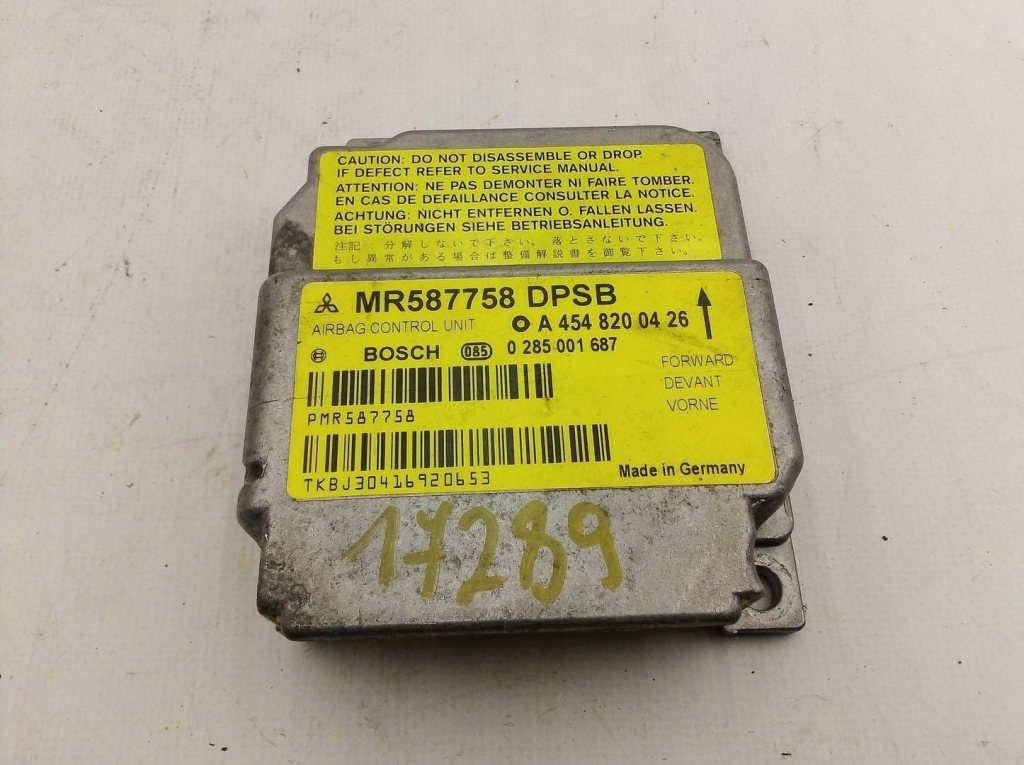 CAUTION: DO NOT DISASSEMBLE OR DROP.
IF DEFECT REFER TO SERVICE MANUAL.
ATTENTION: NE PAS DEMONTER NI FAIRE TOMBER.
EN CAS DE DEFAILLANCE CONSULTER LA NOTICE.
ACHTUNG: NICHT ENTFERNEN O. FALLEN LASSEN.
BEI STÖRUNGEN SIEHE BETRIEBSANLEITUNG.
注記: 分解しないで下さい。落とさないで下さい。
もし異常がある場合は整備解説書を御覧下さい。
MR587758 DPSB
AIRBAG CONTROL UNIT A 454 820 04 26
BOSCH 085 0 285 001 687
FORWARD
DEVANT
VORNE
PMR587758
TKBJ30416920653
Made in Germany
17289